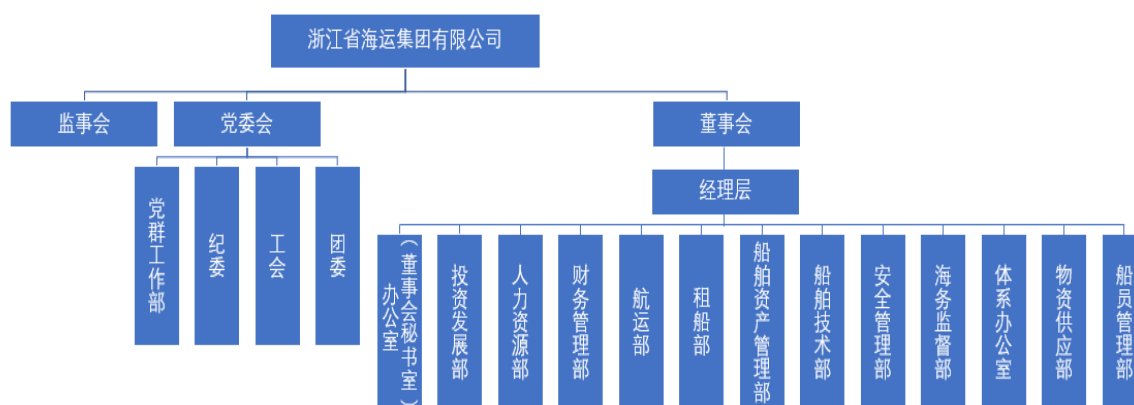 浙江省海运集团有限公司
监事会
党委会
董事会
经理层
党群工作部
纪委
工会
团委
办公室
（董事会秘书室）
投资发展部
人力资源部
财务管理部
航运部
租船部
船舶资产管理部
船舶技术部
安全管理部
海务监督部
体系办公室
物资供应部
船员管理部